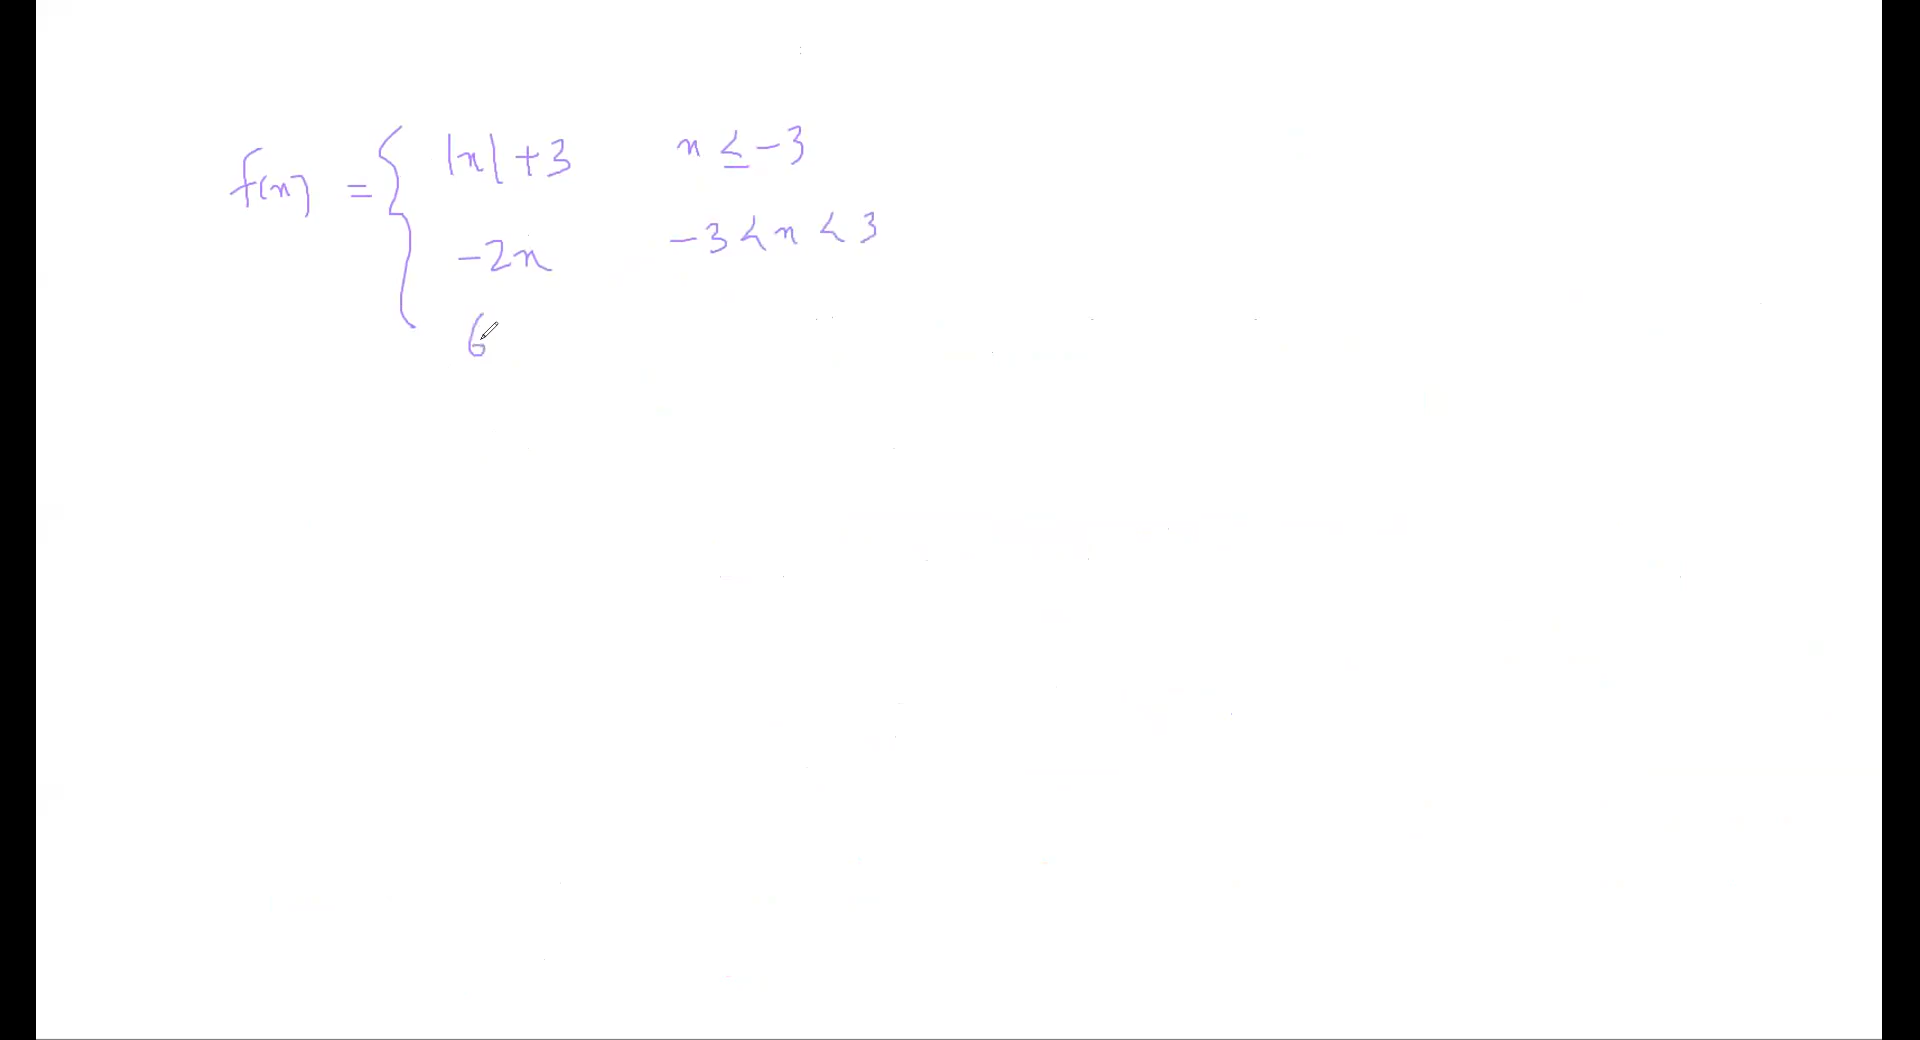 f(x) = { |x| + 3    x ≤ -3
-2x    -3 < x < 3
6